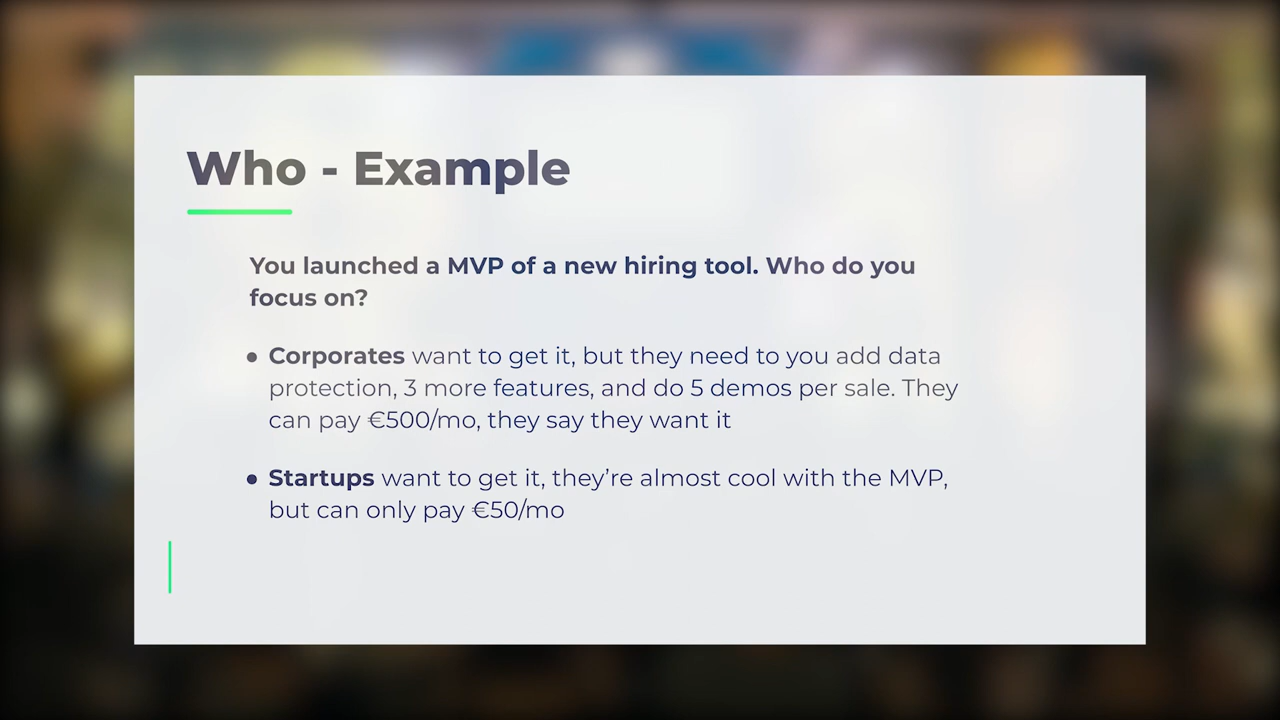 Who - Example
You launched a MVP of a new hiring tool. Who do you
focus on?
● Corporates want to get it, but they need to you add data
protection, 3 more features, and do 5 demos per sale. They
can pay €500/mo, they say they want it
● Startups want to get it, they’re almost cool with the MVP,
but can only pay €50/mo